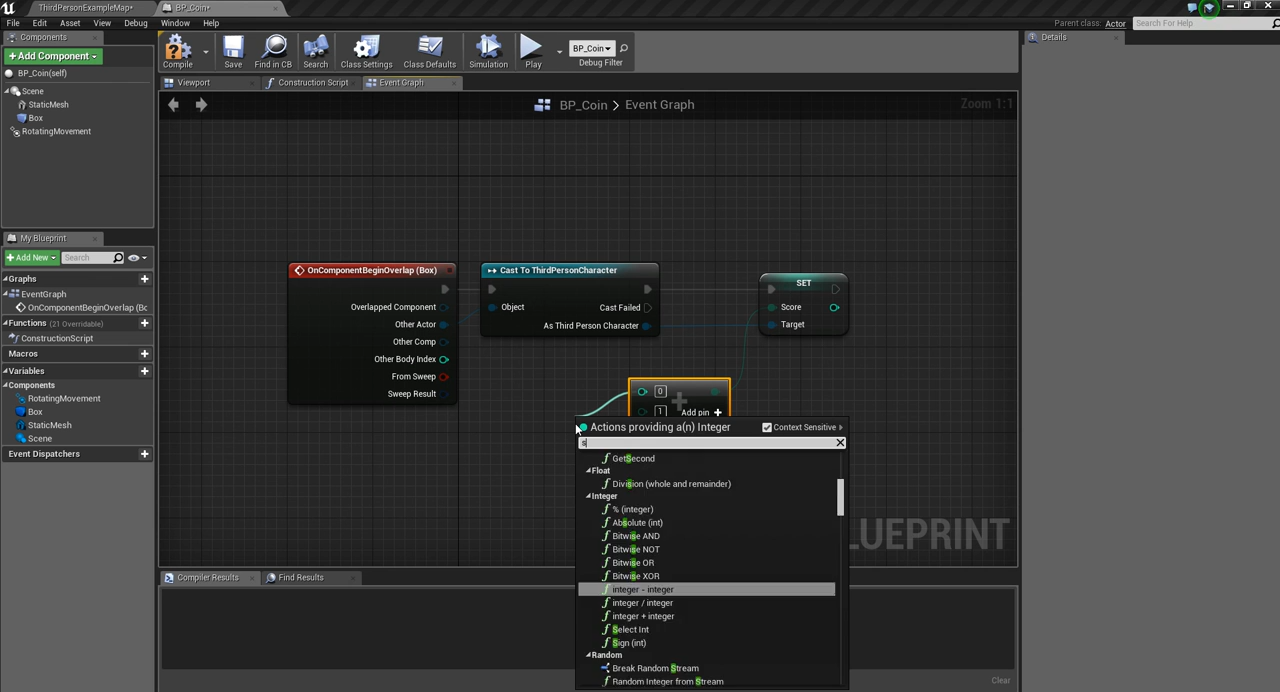 ThirdPersonExampleMap*
BP_Coin*
File Edit Asset View Debug Window Help
Parent class: Actor
Search For Help
Components
Add Component
BP_Coin(self)
Scene
StaticMesh
Box
RotatingMovement
Compile
Save
Find in CB
Search
Class Settings
Class Defaults
Simulation
Play
BP_Coin
Debug Filter
Details
Viewport
Construction Script
Event Graph
BP_Coin > Event Graph
Zoom 1:1
My Blueprint
Add New
Search
Graphs
EventGraph
OnComponentBeginOverlap (Bc
Functions (21 Overridable)
ConstructionScript
Macros
Variables
Components
RotatingMovement
Box
StaticMesh
Scene
Event Dispatchers
OnComponentBeginOverlap (Box)
Overlapped Component
Other Actor
Other Comp
Other Body Index
From Sweep
Sweep Result
Cast To ThirdPersonCharacter
Object
Cast Failed
As Third Person Character
SET
Score
Target
0
1
Add pin
Actions providing a(n) Integer
Context Sensitive
s
GetSecond
Float
Division (whole and remainder)
Integer
% (integer)
Absolute (int)
Bitwise AND
Bitwise NOT
Bitwise OR
Bitwise XOR
integer - integer
integer / integer
integer + integer
Select Int
Sign (int)
Random
Break Random Stream
Random Integer from Stream
LUEPRINT
Compiler Results
Find Results
Clear